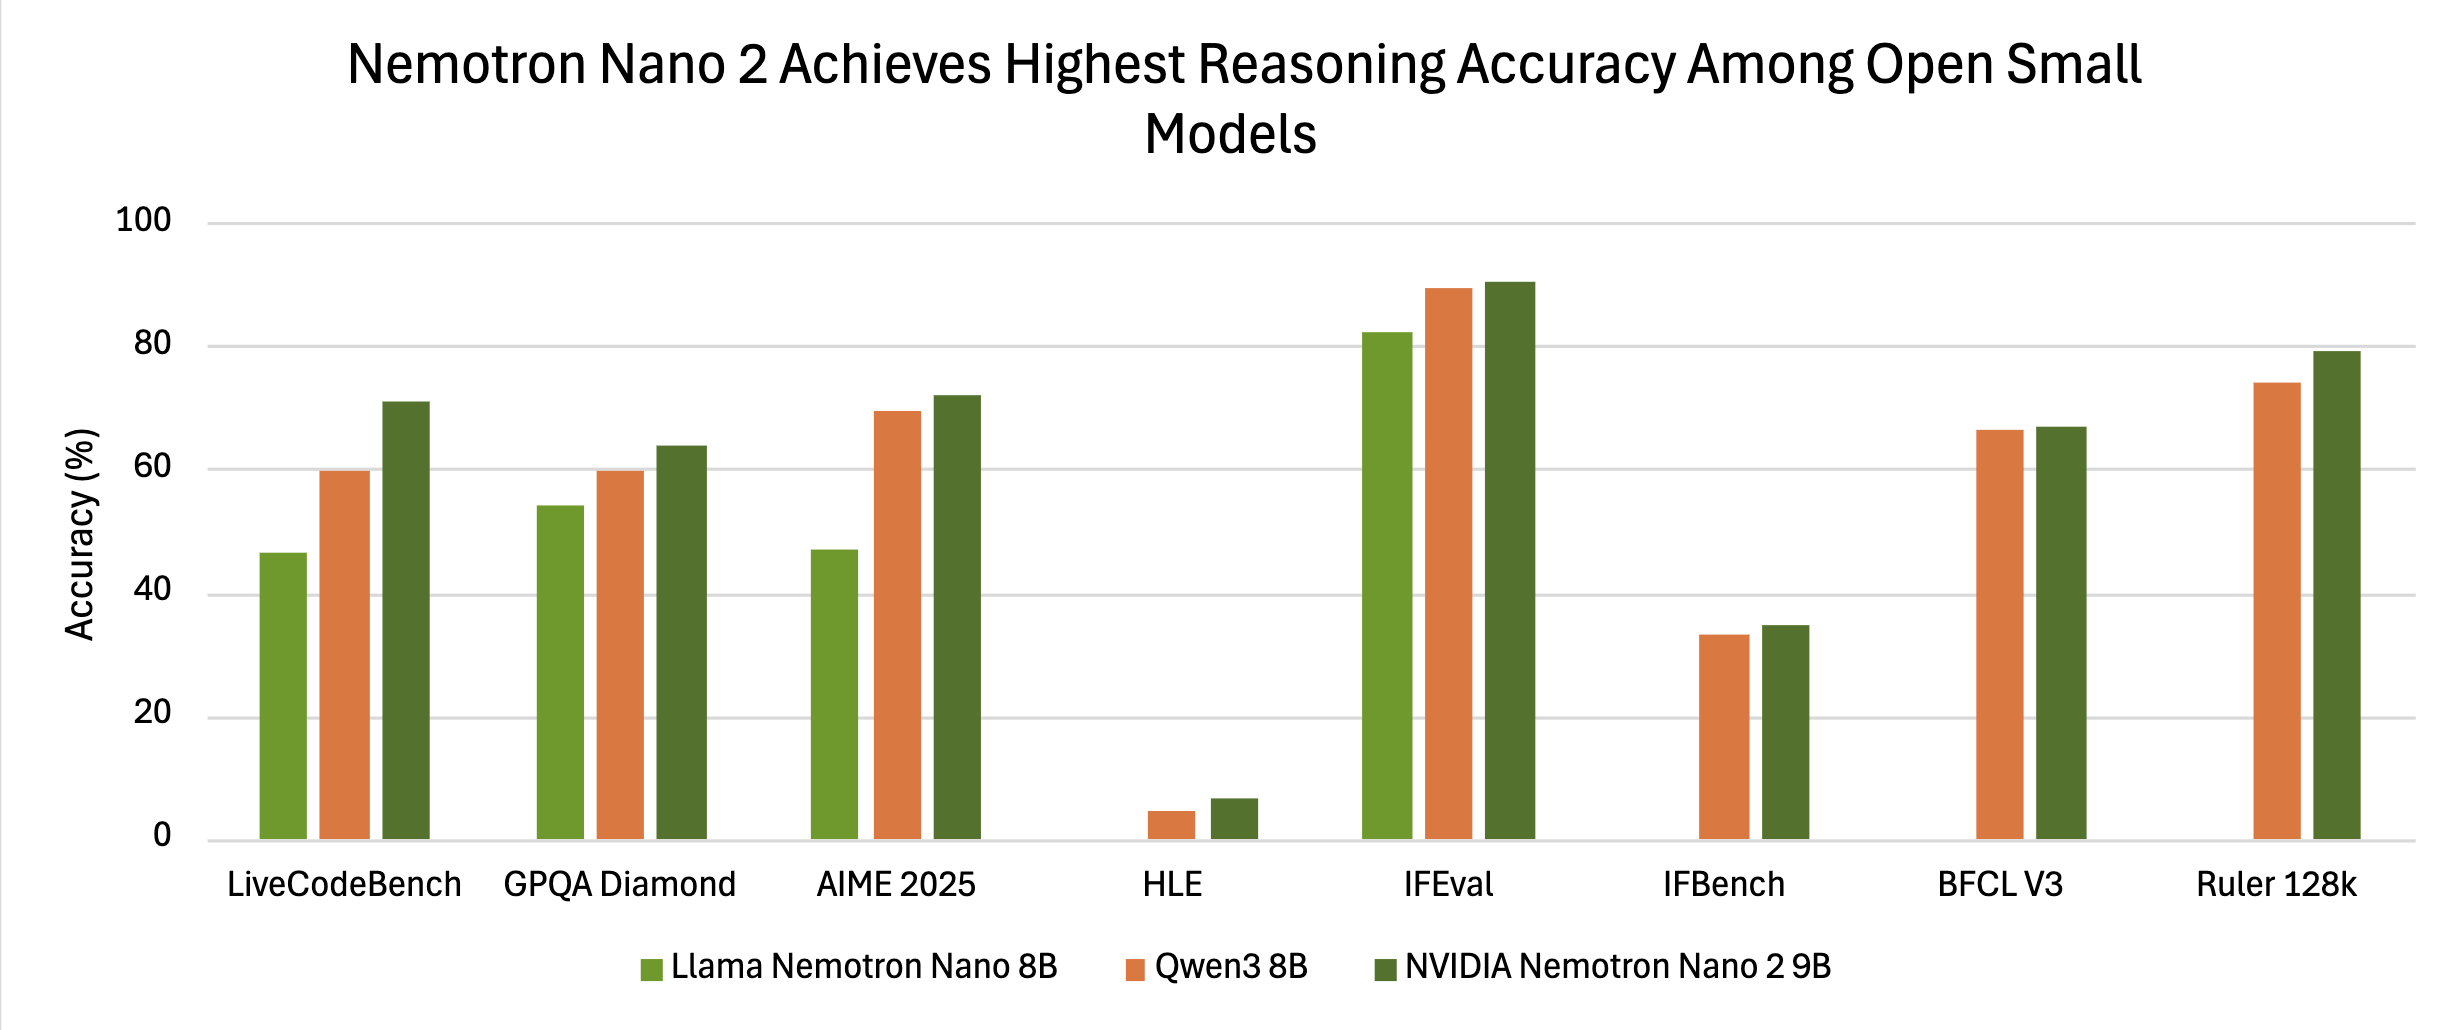 Nemotron Nano 2 Achieves Highest Reasoning Accuracy Among Open Small
Models
100
80
60
40
20
0
Accuracy (%)
LiveCodeBench
GPQA Diamond
AIME 2025
HLE
IFEval
IFBench
BFCL V3
Ruler 128k
Llama Nemotron Nano 8B
Qwen3 8B
NVIDIA Nemotron Nano 2 9B